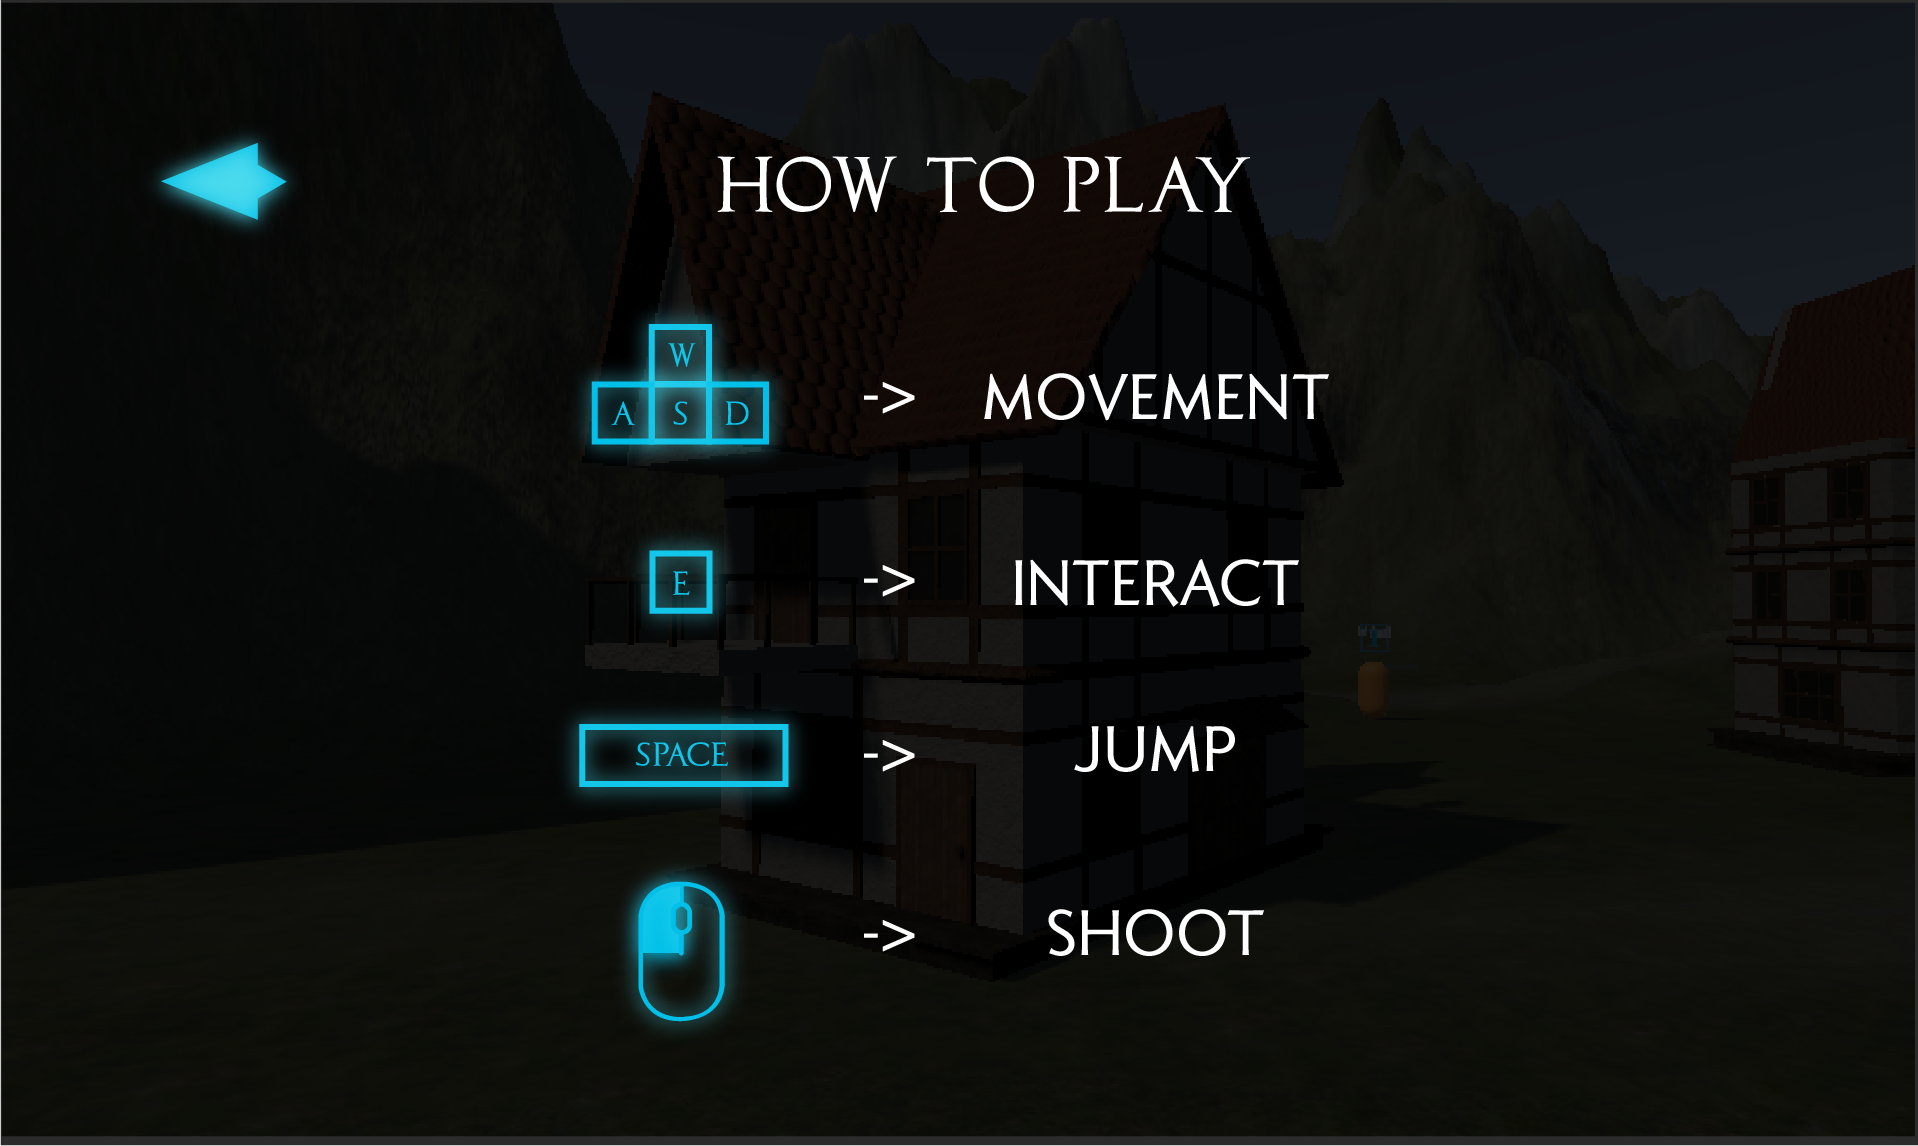 HOW TO PLAY
W
A S D -> MOVEMENT
E -> INTERACT
SPACE -> JUMP
-> SHOOT